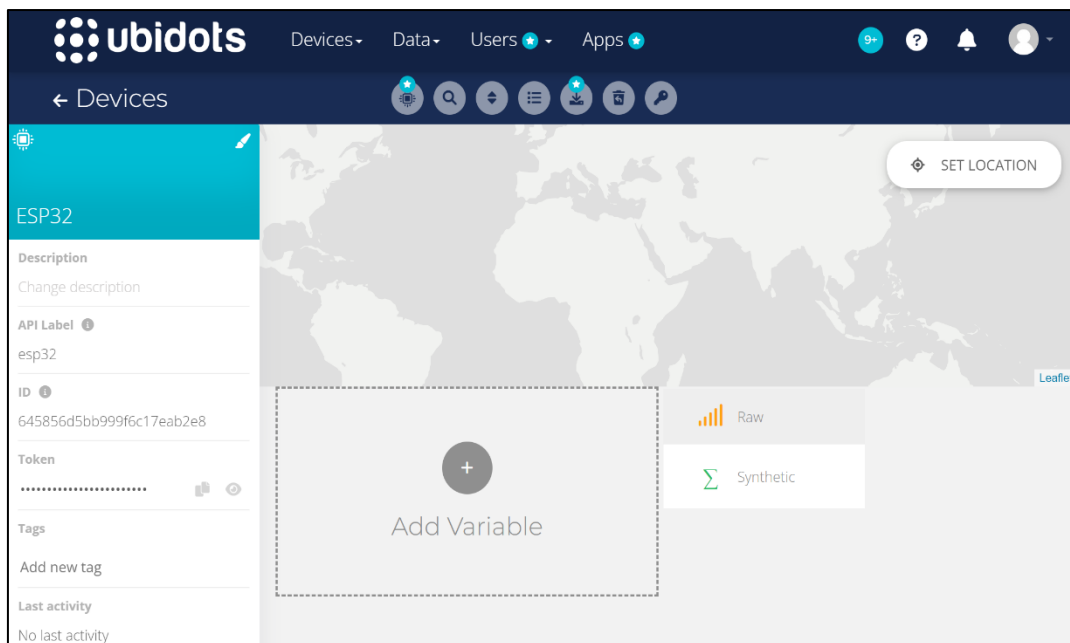 ubidots
Devices
Data
Users
Apps
9+
?
← Devices
ESP32
SET LOCATION
Description
Change description
API Label
esp32
ID
645856d5bb999f6c17eab2e8
Leafle
Token
••••••••••••••••••••••••
Raw
Synthetic
+
Add Variable
Tags
Add new tag
Last activity
No last activity